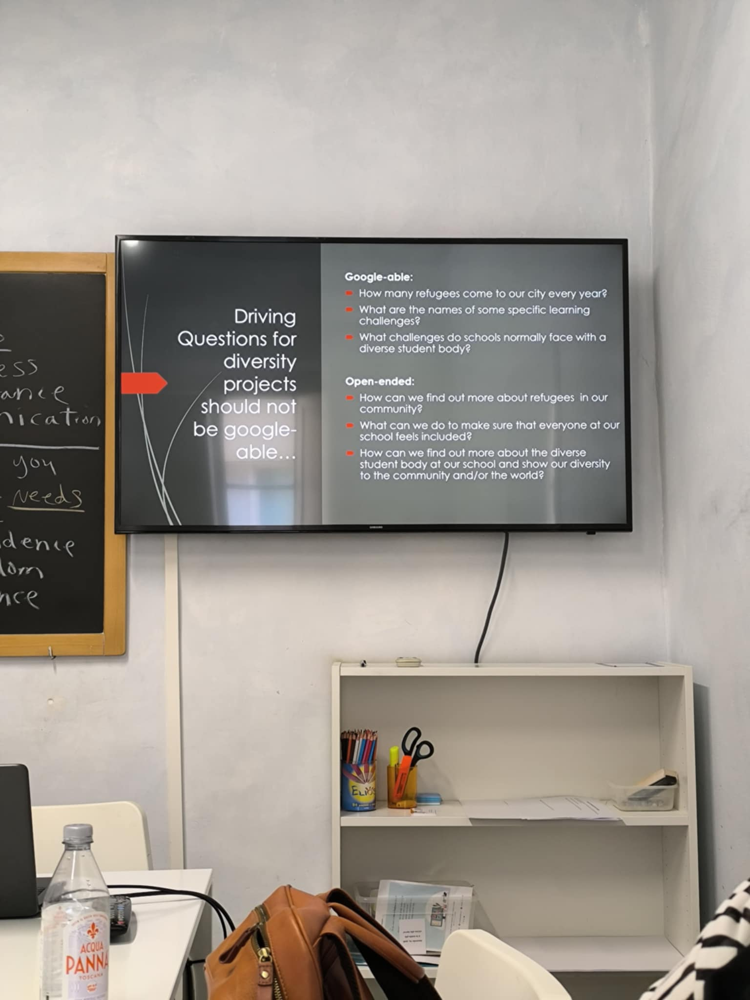 Driving
Questions for
diversity
projects
should not
be google-
able...
Google-able:
How many refugees come to our city every year?
What are the names of some specific learning
challenges?
What challenges do schools normally face with a
diverse student body?
Open-ended:
How can we find out more about refugees in our
community?
What can we do to make sure that everyone at our
school feels included?
How can we find out more about the diverse
student body at our school and show our diversity
to the community and/or the world?
SAMSUNG
ess
ance
nication
you
needs
dence
dom
nce
ELIOS
ACQUA
PANNA
TOSCANA